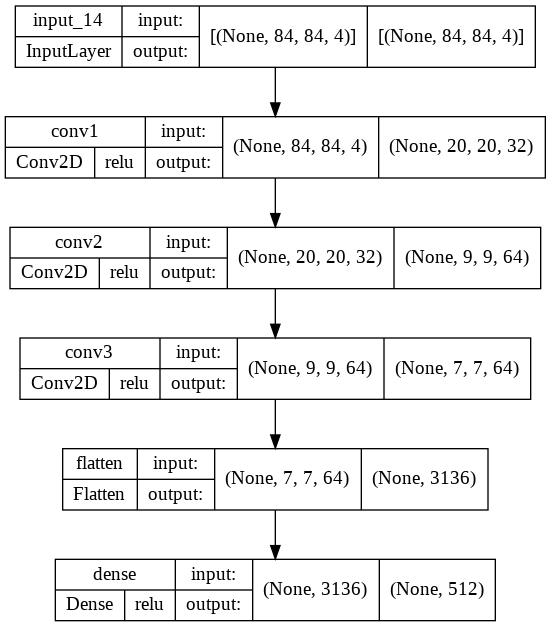 input_14 input: [(None, 84, 84, 4)] [(None, 84, 84, 4)]
InputLayer output:
conv1 input: (None, 84, 84, 4) (None, 20, 20, 32)
Conv2D relu output:
conv2 input: (None, 20, 20, 32) (None, 9, 9, 64)
Conv2D relu output:
conv3 input: (None, 9, 9, 64) (None, 7, 7, 64)
Conv2D relu output:
flatten input: (None, 7, 7, 64) (None, 3136)
Flatten output:
dense input: (None, 3136) (None, 512)
Dense relu output: